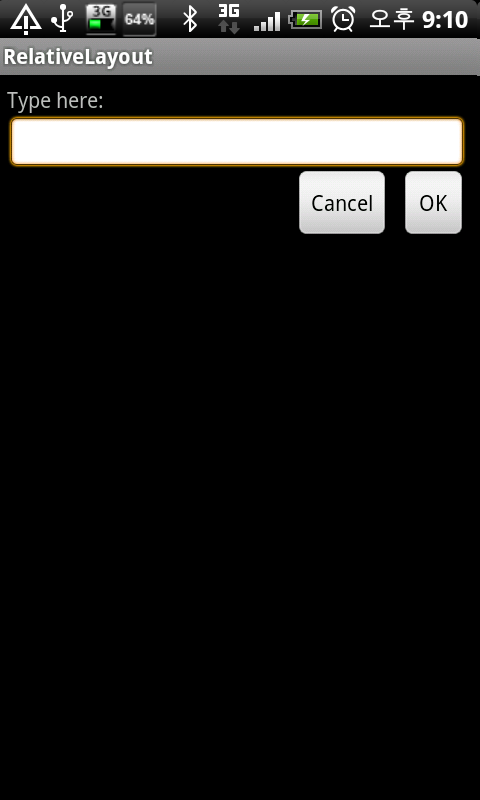 3G 64% 3G 오후 9:10
RelativeLayout
Type here:
Cancel OK